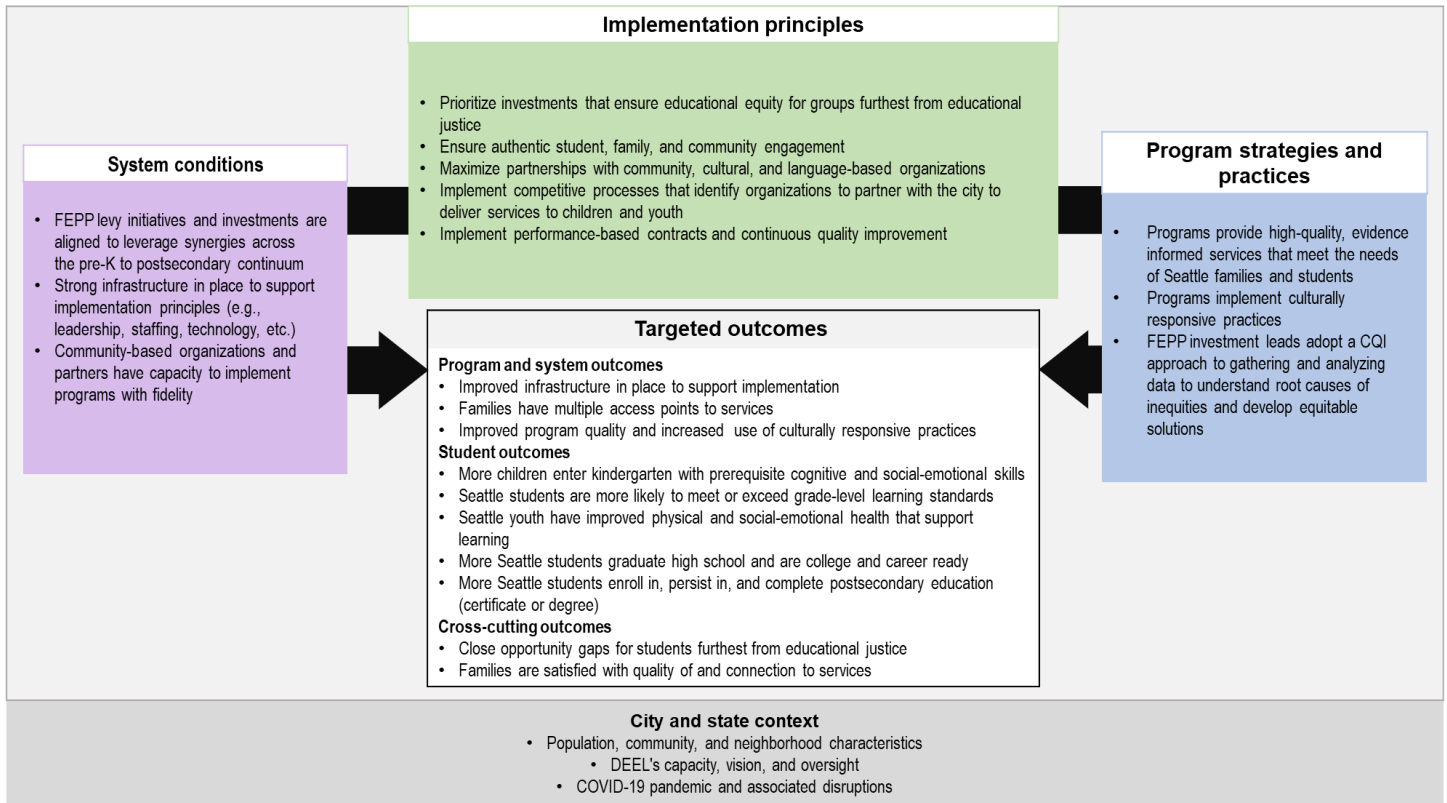 Implementation principles
• Prioritize investments that ensure educational equity for groups furthest from educational
justice
• Ensure authentic student, family, and community engagement
• Maximize partnerships with community, cultural, and language-based organizations
• Implement competitive processes that identify organizations to partner with the city to
deliver services to children and youth
• Implement performance-based contracts and continuous quality improvement
System conditions
• FEPP levy initiatives and investments are
aligned to leverage synergies across
the pre-K to postsecondary continuum
• Strong infrastructure in place to support
implementation principles (e.g.,
leadership, staffing, technology, etc.)
• Community-based organizations and
partners have capacity to implement
programs with fidelity
Program strategies and
practices
• Programs provide high-quality, evidence
informed services that meet the needs
of Seattle families and students
• Programs implement culturally
responsive practices
• FEPP investment leads adopt a CQI
approach to gathering and analyzing
data to understand root causes of
inequities and develop equitable
solutions
Targeted outcomes
Program and system outcomes
• Improved infrastructure in place to support implementation
• Families have multiple access points to services
• Improved program quality and increased use of culturally responsive practices
Student outcomes
• More children enter kindergarten with prerequisite cognitive and social-emotional skills
• Seattle students are more likely to meet or exceed grade-level learning standards
• Seattle youth have improved physical and social-emotional health that support
learning
• More Seattle students graduate high school and are college and career ready
• More Seattle students enroll in, persist in, and complete postsecondary education
(certificate or degree)
Cross-cutting outcomes
• Close opportunity gaps for students furthest from educational justice
• Families are satisfied with quality of and connection to services
City and state context
• Population, community, and neighborhood characteristics
• DEEL's capacity, vision, and oversight
• COVID-19 pandemic and associated disruptions